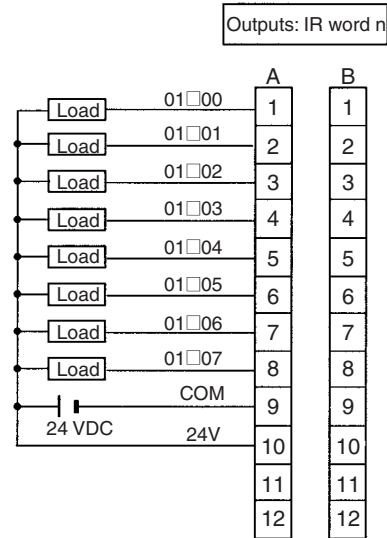 Outputs: IR word n
A B
Load 01□00 1 1
Load 01□01 2 2
Load 01□02 3 3
Load 01□03 4 4
Load 01□04 5 5
Load 01□05 6 6
Load 01□06 7 7
Load 01□07 8 8
COM 9 9
24 VDC
24V 10 10
11 11
12 12